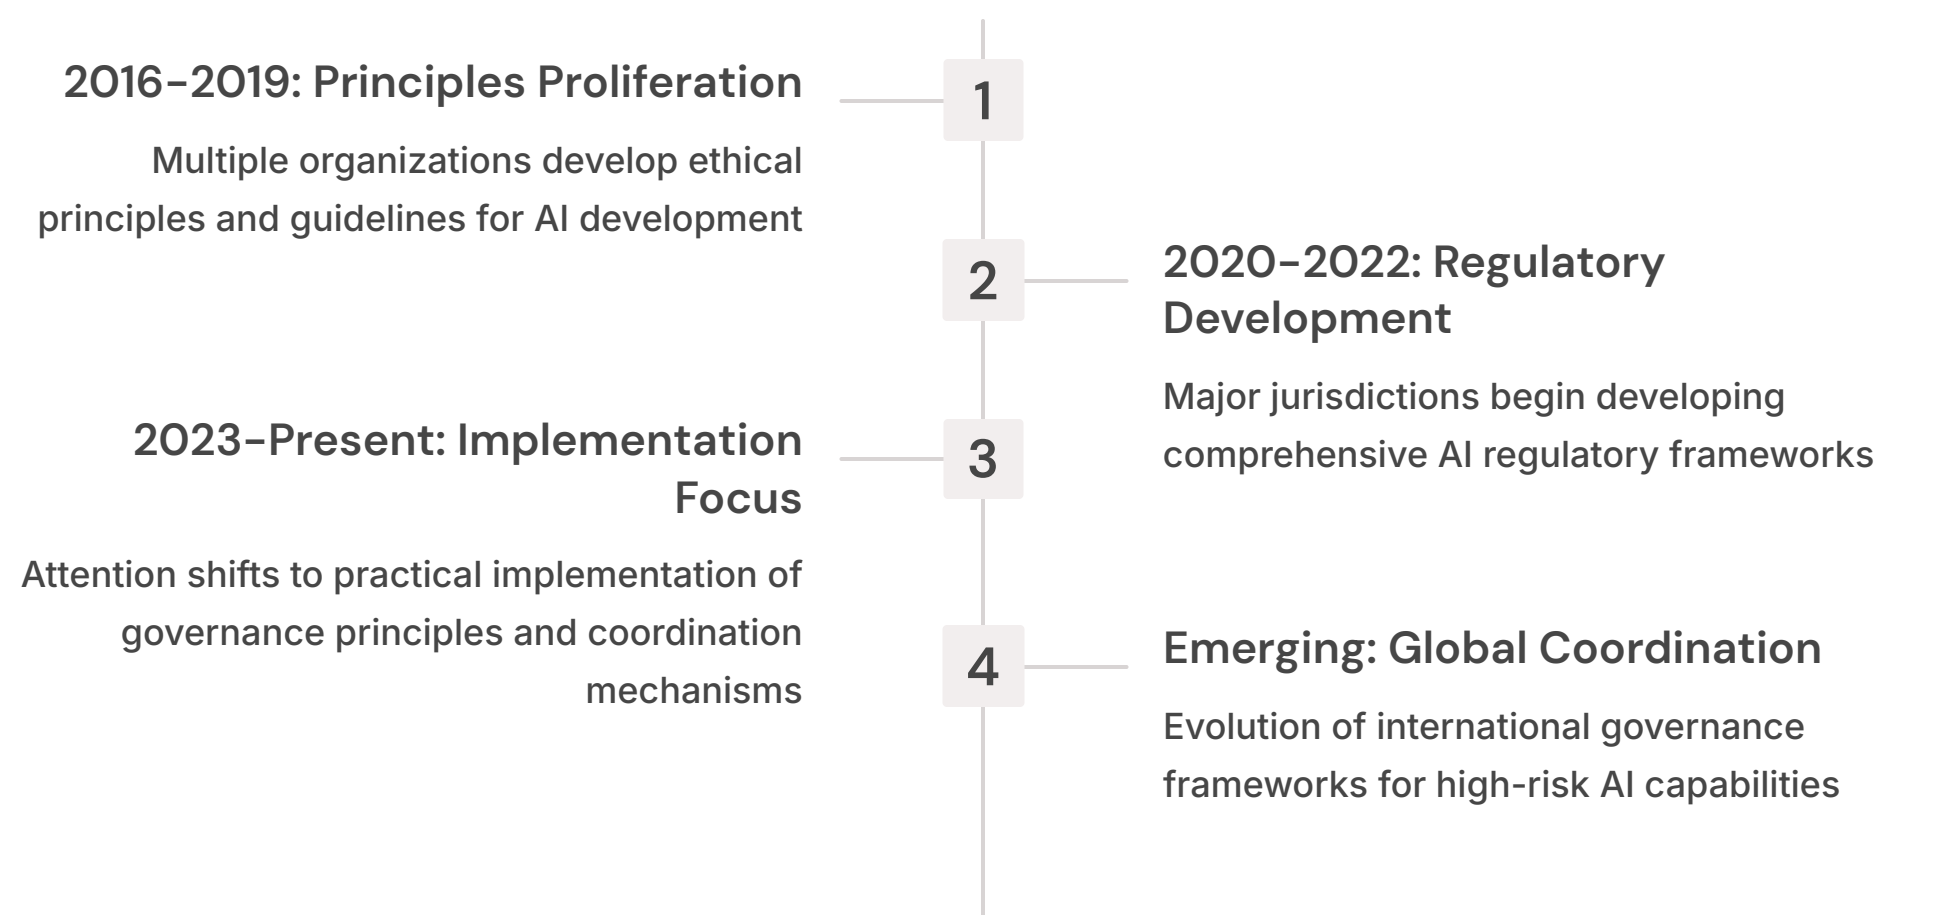 1
2016-2019: Principles Proliferation
Multiple organizations develop ethical
principles and guidelines for AI development
2
2020-2022: Regulatory
Development
Major jurisdictions begin developing
comprehensive AI regulatory frameworks
3
2023-Present: Implementation
Focus
Attention shifts to practical implementation of
governance principles and coordination
mechanisms
4
Emerging: Global Coordination
Evolution of international governance
frameworks for high-risk AI capabilities